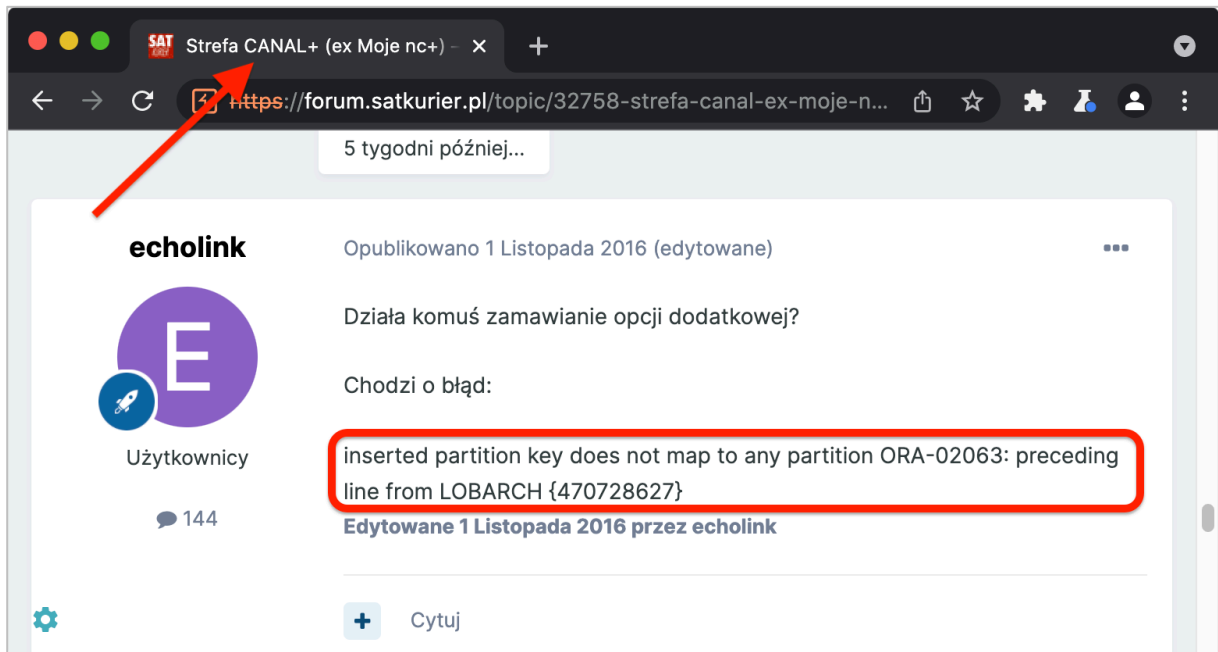 SAT
Strefa CANAL+ (ex Moje nc+) –
https://forum.satkurier.pl/topic/32758-strefa-canal-ex-moje-n...
5 tygodni później...
echolink
Opublikowano 1 Listopada 2016 (edytowane)
Działa komuś zamawianie opcji dodatkowej?
E
Chodzi o błąd:
Użytkownicy
inserted partition key does not map to any partition ORA-02063: preceding
line from LOBARCH {470728627}
144
Edytowane 1 Listopada 2016 przez echolink
Cytuj